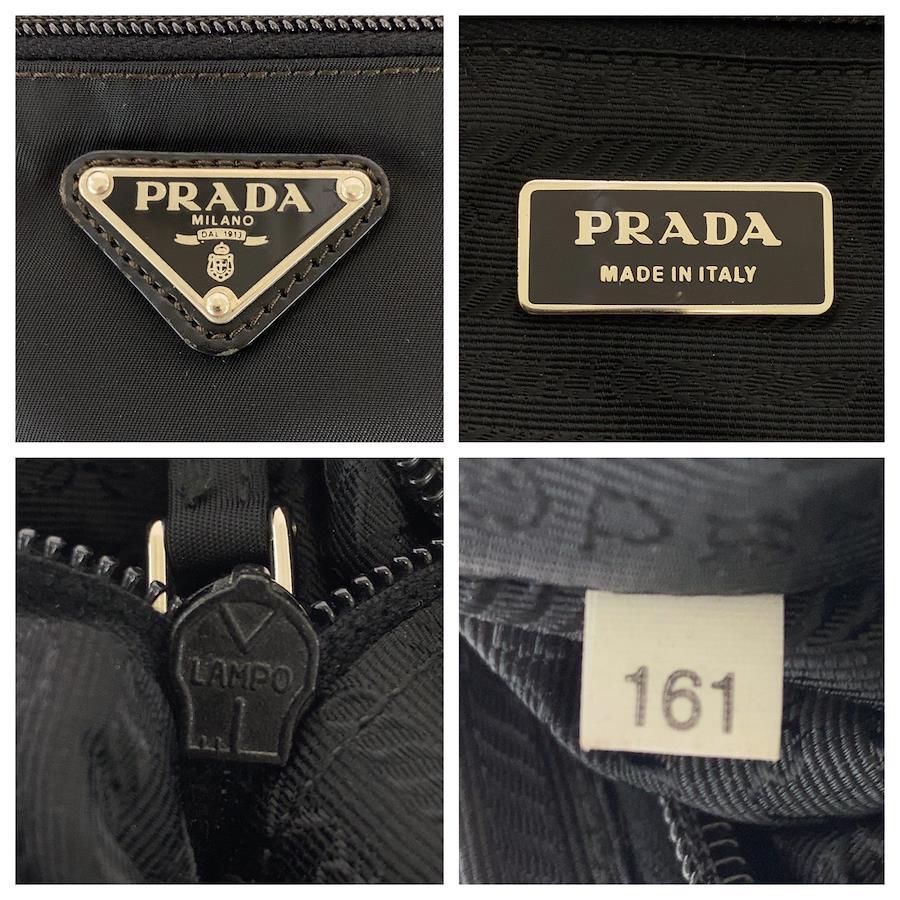 PRADA
MILANO
DAL 1913
PRADA
MADE IN ITALY
LAMPO
161